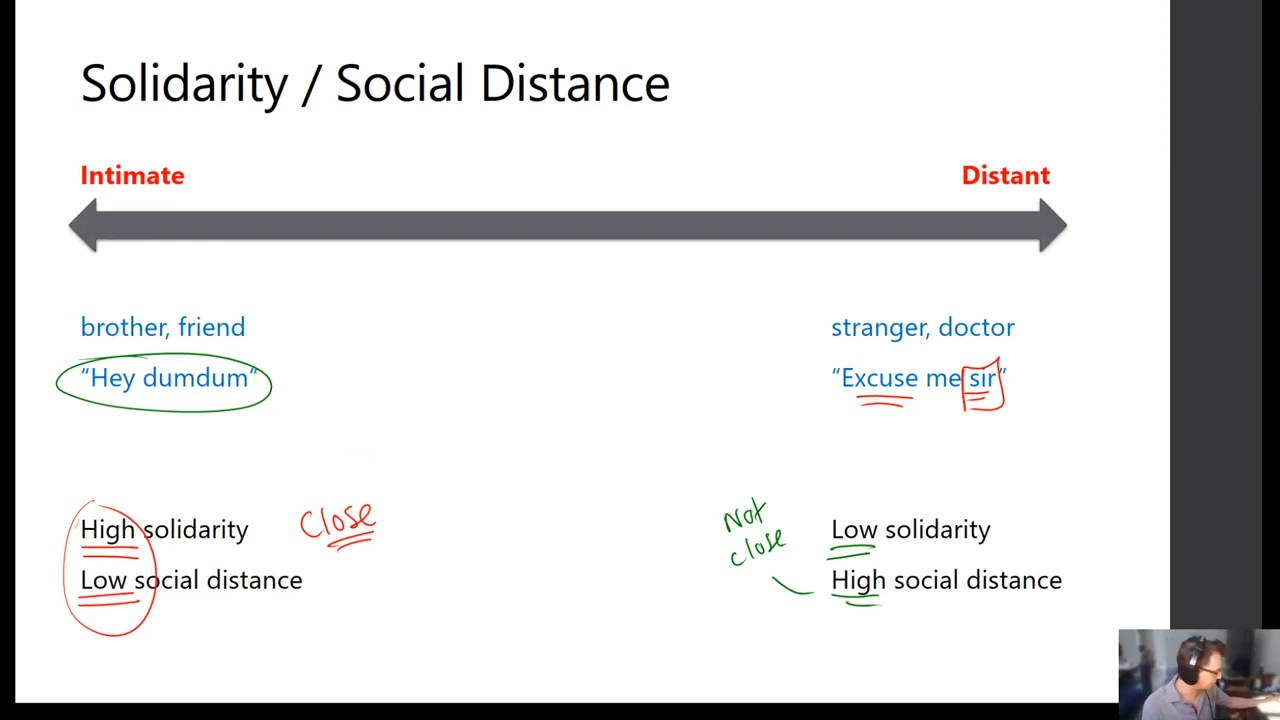 Solidarity / Social Distance
Intimate
Distant
brother, friend
stranger, doctor
“Hey dumdum”
“Excuse me sir”
High solidarity
Close
Not
close
Low solidarity
Low social distance
High social distance